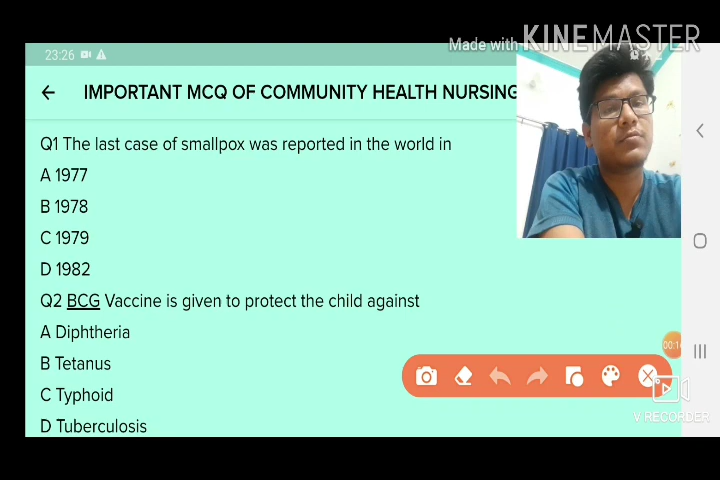 Made with KINEMASTER
23:26
IMPORTANT MCQ OF COMMUNITY HEALTH NURSING
Q1 The last case of smallpox was reported in the world in
A 1977
B 1978
C 1979
D 1982
Q2 BCG Vaccine is given to protect the child against
A Diphtheria
B Tetanus
C Typhoid
D Tuberculosis
V RECORDER